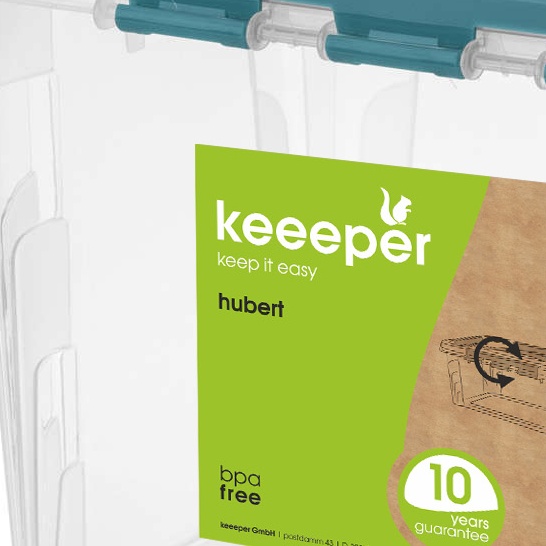 keeeper
keep it easy
hubert
bpa
free
10
years
guarantee
keeeper GmbH | postdamm 43 | D